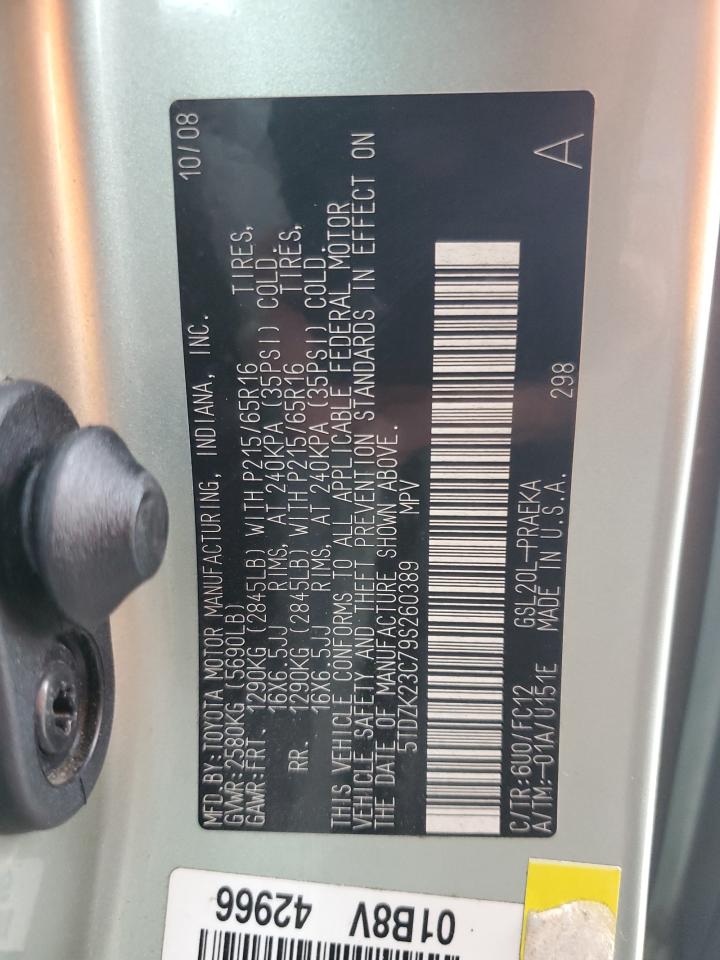 MFD.BY:TOYOTA MOTOR MANUFACTURING, INDIANA, INC. 10/08
GVWR:2580KG (5690LB)
GAWR:FRT. 1290KG (2845LB) WITH P215/65R16 TIRES,
16X6.5JJ RIMS, AT 240KPA (35PSI) COLD.
RR. 1290KG (2845LB) WITH P215/65R16 TIRES,
16X6.5JJ RIMS, AT 240KPA (35PSI) COLD.
THIS VEHICLE CONFORMS TO ALL APPLICABLE FEDERAL MOTOR
VEHICLE SAFETY AND THEFT PREVENTION STANDARDS IN EFFECT ON
THE DATE OF MANUFACTURE SHOWN ABOVE.
5TDZK23C79S260389 MPV
C/TR:6U0/FC12 GSL20L-PRAEKA
A/TM:-01A/U151E MADE IN U.S.A. 298 A
01B8V 42966